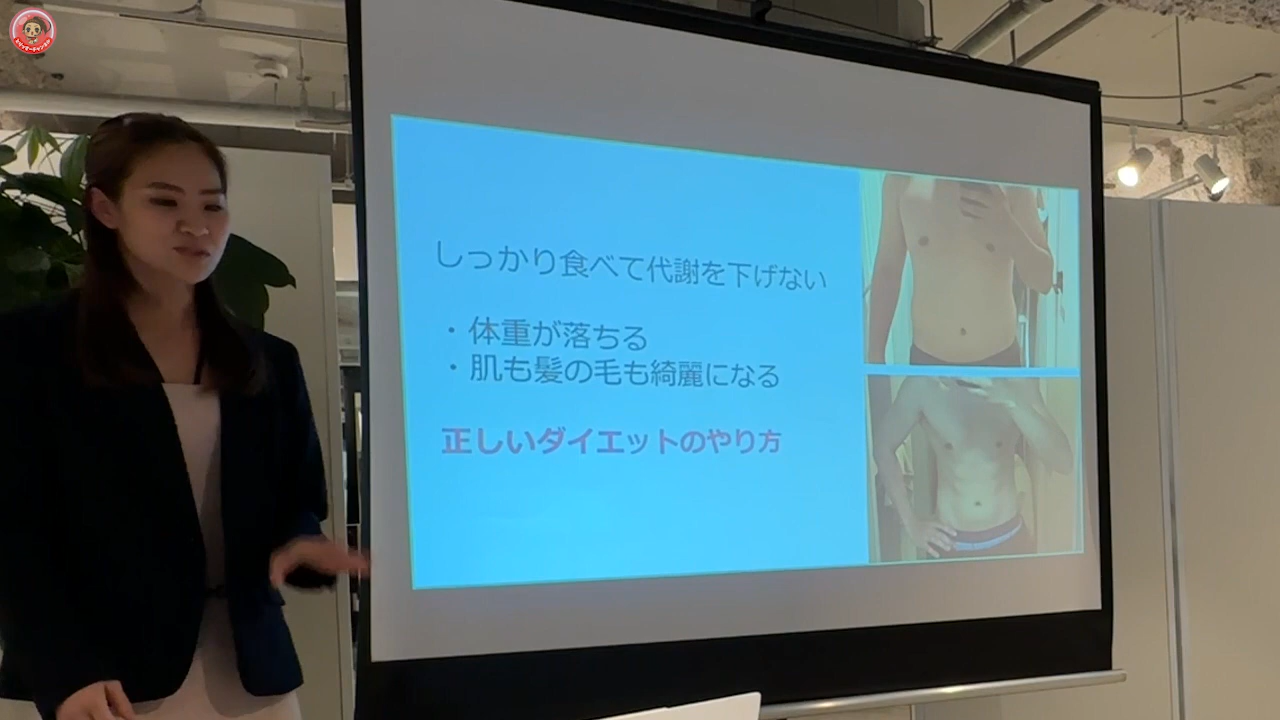 しっかり食べて代謝を下げない
・体重が落ちる
・肌も髪の毛も綺麗になる
正しいダイエットのやり方